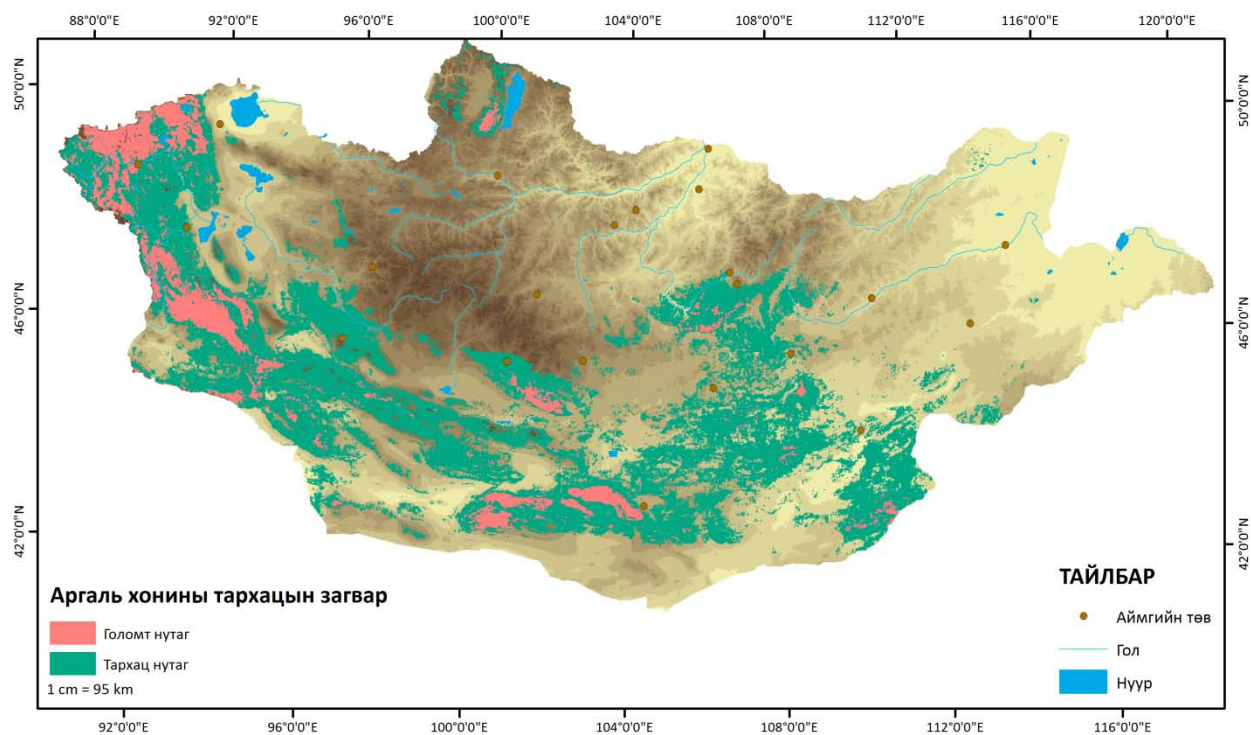 88°0'0"E 92°0'0"E 96°0'0"E 100°0'0"E 104°0'0"E 108°0'0"E 112°0'0"E 116°0'0"E 120°0'0"E
50°0'0"N
50°0'0"N
46°0'0"N
46°0'0"N
42°0'0"N
42°0'0"N
Аргаль хонины тархацын загвар
Голомт нутаг
Тархац нутаг
1 cm = 95 km
ТАЙЛБАР
Аймгийн төв
Гол
Нуур
92°0'0"E 96°0'0"E 100°0'0"E 104°0'0"E 108°0'0"E 112°0'0"E 116°0'0"E